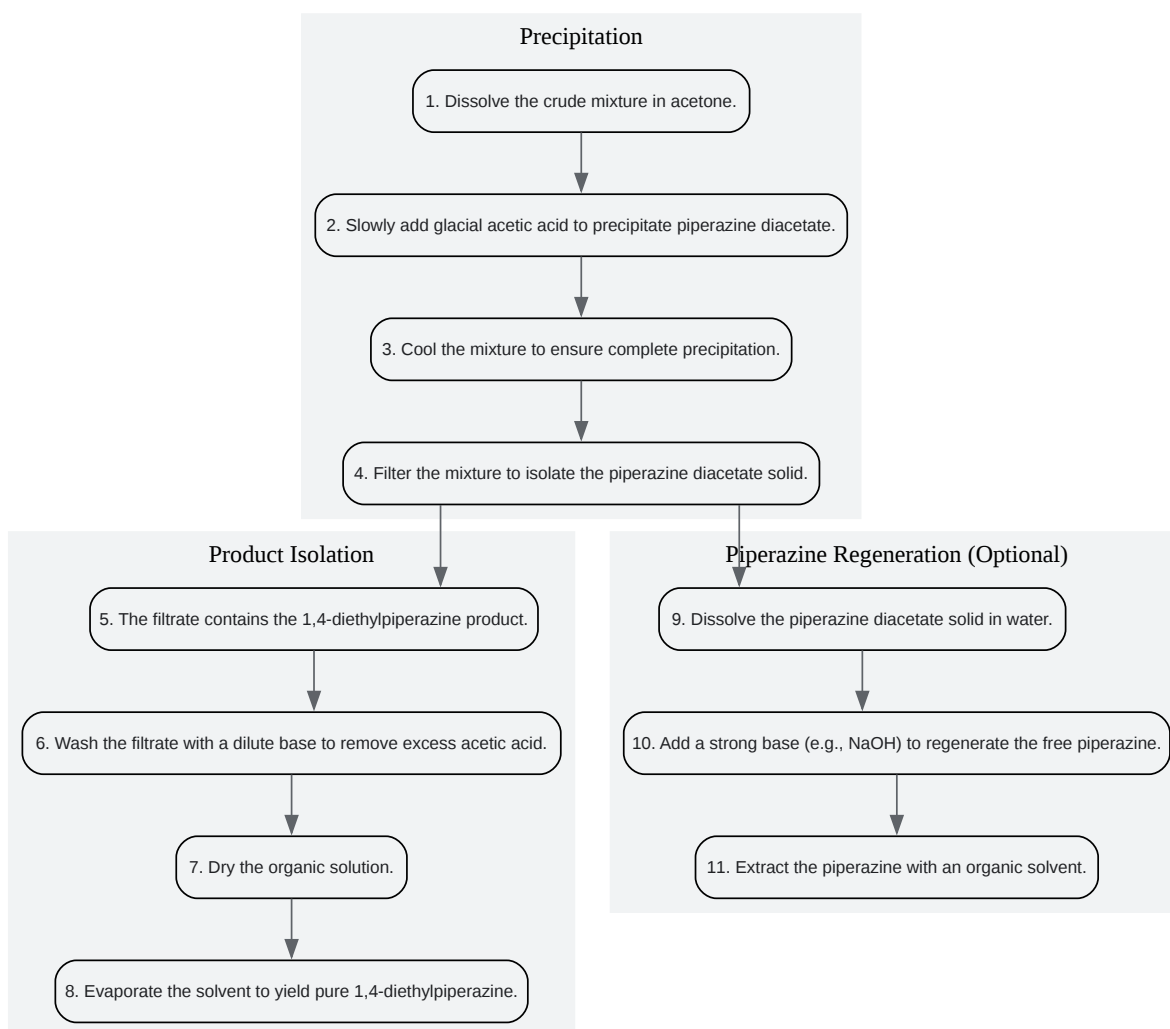 Precipitation
1. Dissolve the crude mixture in acetone.
2. Slowly add glacial acetic acid to precipitate piperazine diacetate.
3. Cool the mixture to ensure complete precipitation.
4. Filter the mixture to isolate the piperazine diacetate solid.
Product Isolation
5. The filtrate contains the 1,4-diethylpiperazine product.
6. Wash the filtrate with a dilute base to remove excess acetic acid.
7. Dry the organic solution.
8. Evaporate the solvent to yield pure 1,4-diethylpiperazine.
Piperazine Regeneration (Optional)
9. Dissolve the piperazine diacetate solid in water.
10. Add a strong base (e.g., NaOH) to regenerate the free piperazine.
11. Extract the piperazine with an organic solvent.